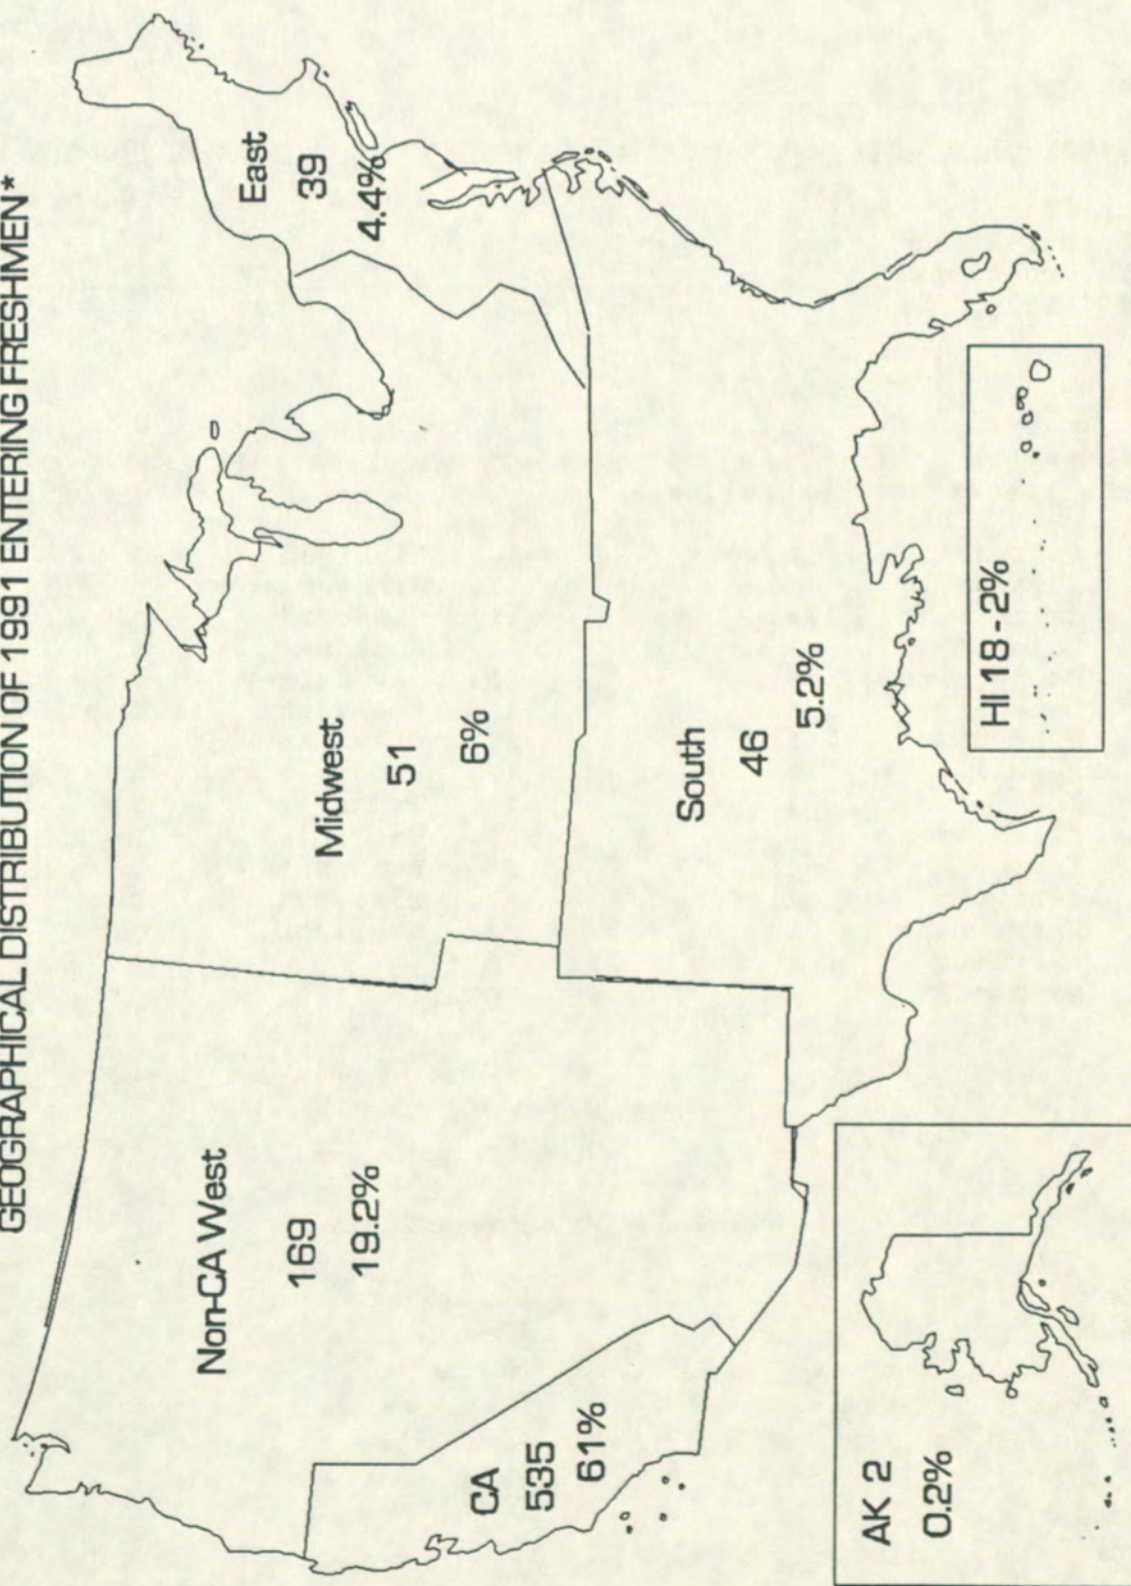 GEOGRAPHICAL DISTRIBUTION OF 1991 ENTERING FRESHMEN*
Non-CA West
169
19.2%
Midwest
51
6%
East
39
4.4%
CA
535
61%
South
46
5.2%
AK 2
0.2%
HI 18-2%